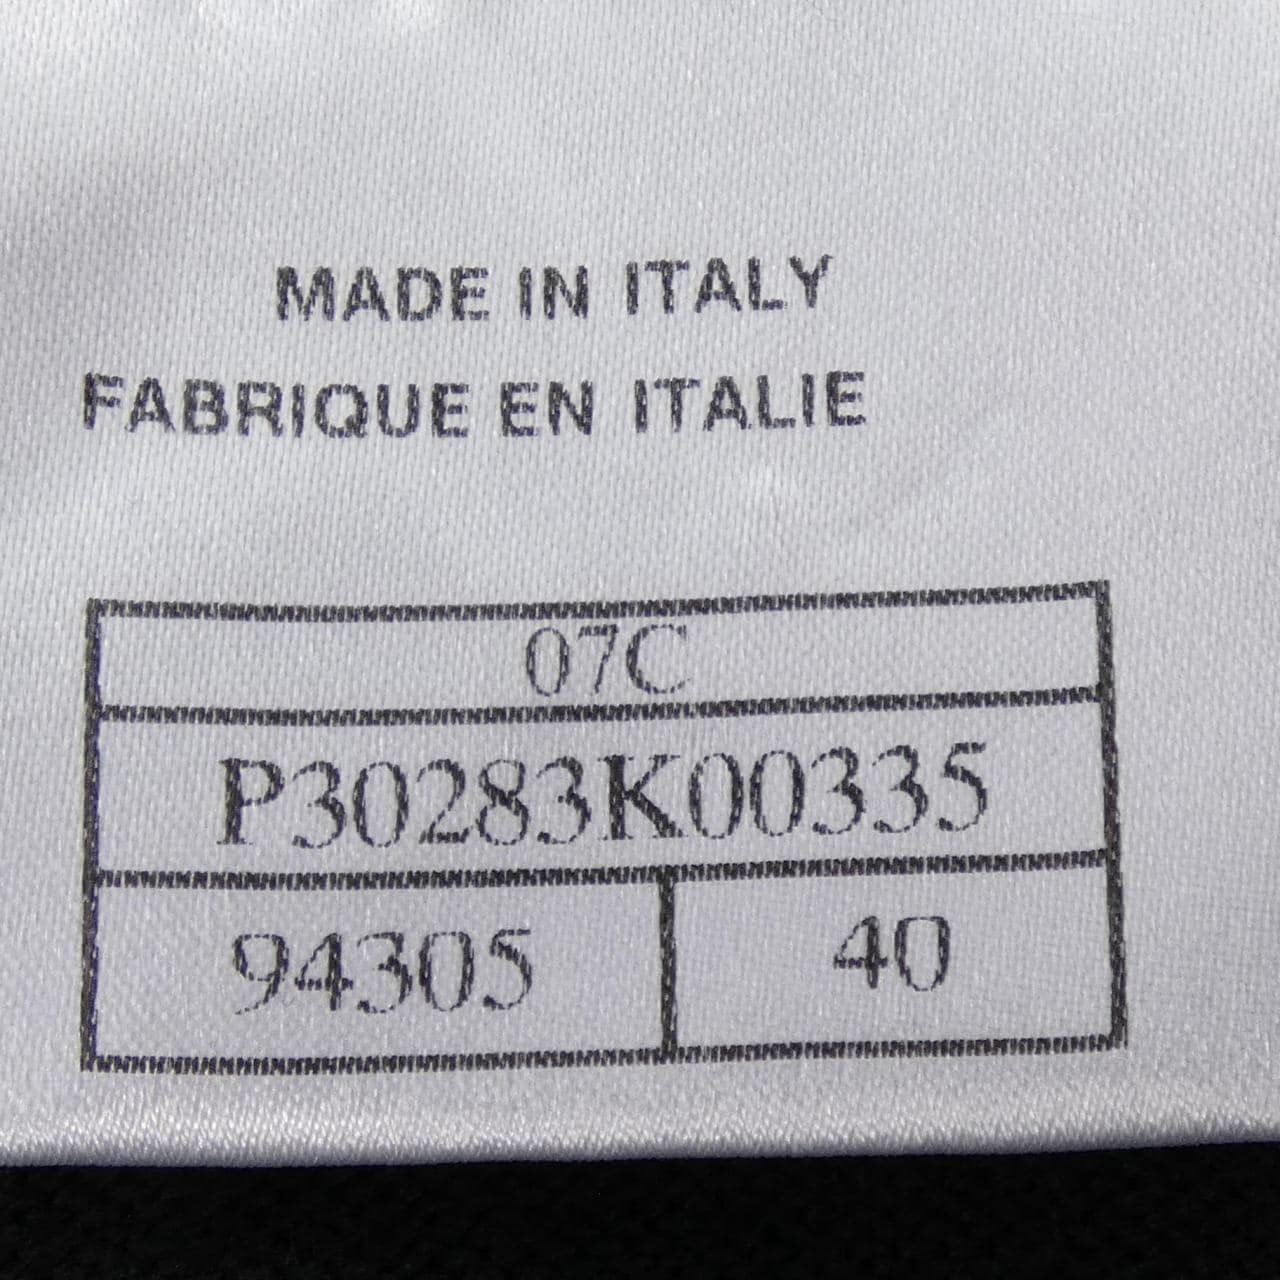 MADE IN ITALY
FABRIQUE EN ITALIE
07C
P30283K00335
94305 40